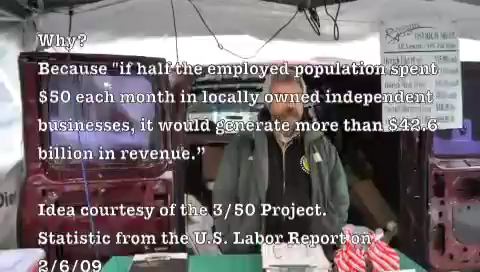 Why?
Because "if half the employed population spent
$50 each month in locally owned independent
businesses, it would generate more than $42.6
billion in revenue.”
Idea courtesy of the 3/50 Project.
Statistic from the U.S. Labor Report on
2/6/09